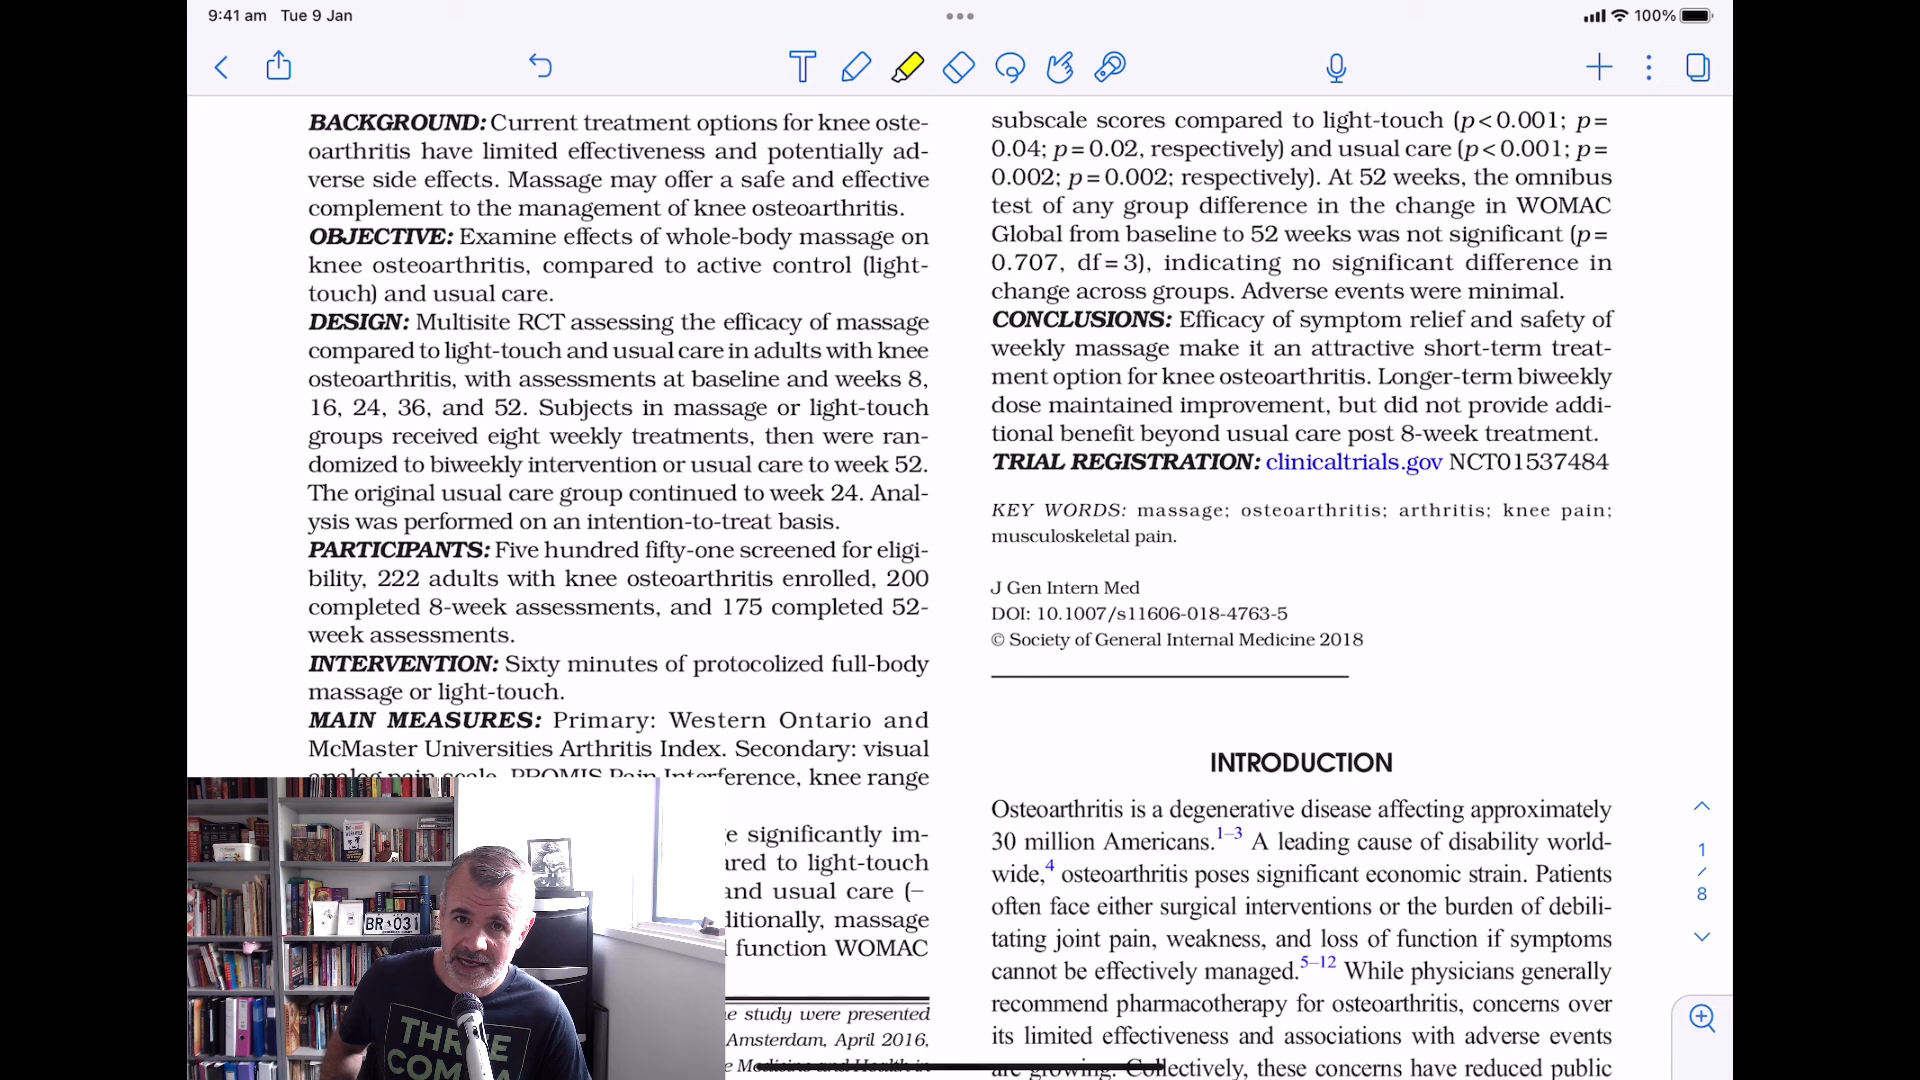 9:41 am Tue 9 Jan
100%
BACKGROUND: Current treatment options for knee oste-
oarthritis have limited effectiveness and potentially ad-
verse side effects. Massage may offer a safe and effective
complement to the management of knee osteoarthritis.
OBJECTIVE: Examine effects of whole-body massage on
knee osteoarthritis, compared to active control (light-
touch) and usual care.
DESIGN: Multisite RCT assessing the efficacy of massage
compared to light-touch and usual care in adults with knee
osteoarthritis, with assessments at baseline and weeks 8,
16, 24, 36, and 52. Subjects in massage or light-touch
groups received eight weekly treatments, then were ran-
domized to biweekly intervention or usual care to week 52.
The original usual care group continued to week 24. Anal-
ysis was performed on an intention-to-treat basis.
PARTICIPANTS: Five hundred fifty-one screened for eligi-
bility, 222 adults with knee osteoarthritis enrolled, 200
completed 8-week assessments, and 175 completed 52-
week assessments.
INTERVENTION: Sixty minutes of protocolized full-body
massage or light-touch.
MAIN MEASURES: Primary: Western Ontario and
McMaster Universities Arthritis Index. Secondary: visual
analog pain scale, PROMIS Pain Interference, knee range
significantly im-
to light-touch
and usual care (–
massage
function WOMAC
study were presented
Amsterdam, April 2016,
Medicine and Health in
subscale scores compared to light-touch (p < 0.001; p =
0.04; p = 0.02, respectively) and usual care (p < 0.001; p =
0.002; p = 0.002; respectively). At 52 weeks, the omnibus
test of any group difference in the change in WOMAC
Global from baseline to 52 weeks was not significant (p =
0.707, df = 3), indicating no significant difference in
change across groups. Adverse events were minimal.
CONCLUSIONS: Efficacy of symptom relief and safety of
weekly massage make it an attractive short-term treat-
ment option for knee osteoarthritis. Longer-term biweekly
dose maintained improvement, but did not provide addi-
tional benefit beyond usual care post 8-week treatment.
TRIAL REGISTRATION: clinicaltrials.gov NCT01537484
KEY WORDS: massage; osteoarthritis; arthritis; knee pain;
musculoskeletal pain.
J Gen Intern Med
DOI: 10.1007/s11606-018-4763-5
© Society of General Internal Medicine 2018
INTRODUCTION
Osteoarthritis is a degenerative disease affecting approximately
30 million Americans.1–3 A leading cause of disability world-
wide,4 osteoarthritis poses significant economic strain. Patients
often face either surgical interventions or the burden of debili-
tating joint pain, weakness, and loss of function if symptoms
cannot be effectively managed.5–12 While physicians generally
recommend pharmacotherapy for osteoarthritis, concerns over
its limited effectiveness and associations with adverse events
are growing. Collectively, these concerns have reduced public
1
/
8
BR 031
THREE
COMMA